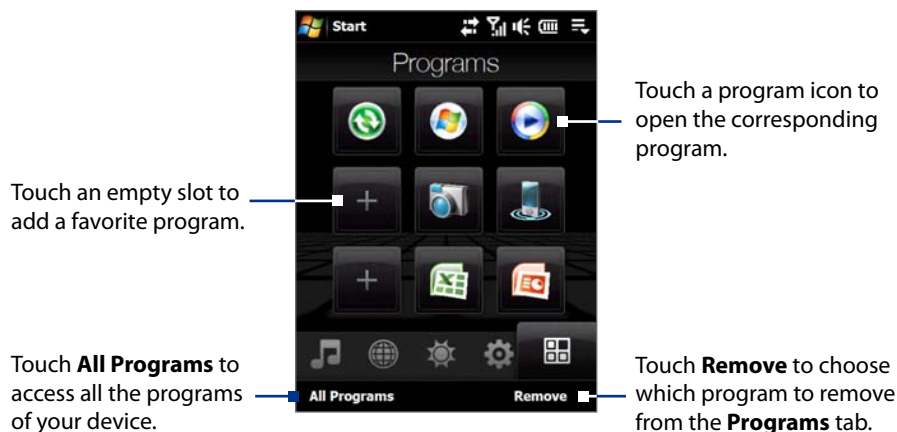 Start
Programs
Touch a program icon to
open the corresponding
program.
Touch an empty slot to
add a favorite program.
Touch All Programs to
access all the programs
of your device.
All Programs
Remove
Touch Remove to choose
which program to remove
from the Programs tab.